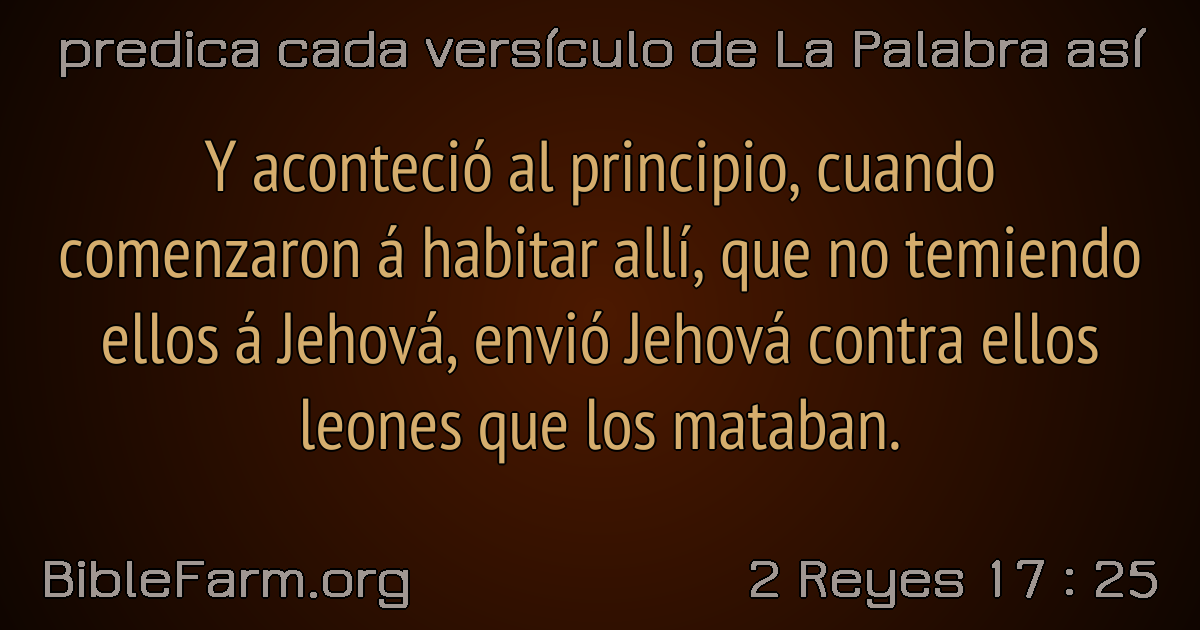 predica cada versículo de La Palabra así
Y aconteció al principio, cuando
comenzaron á habitar allí, que no temiendo
ellos á Jehová, envió Jehová contra ellos
leones que los mataban.
BibleFarm.org
2 Reyes 17 : 25